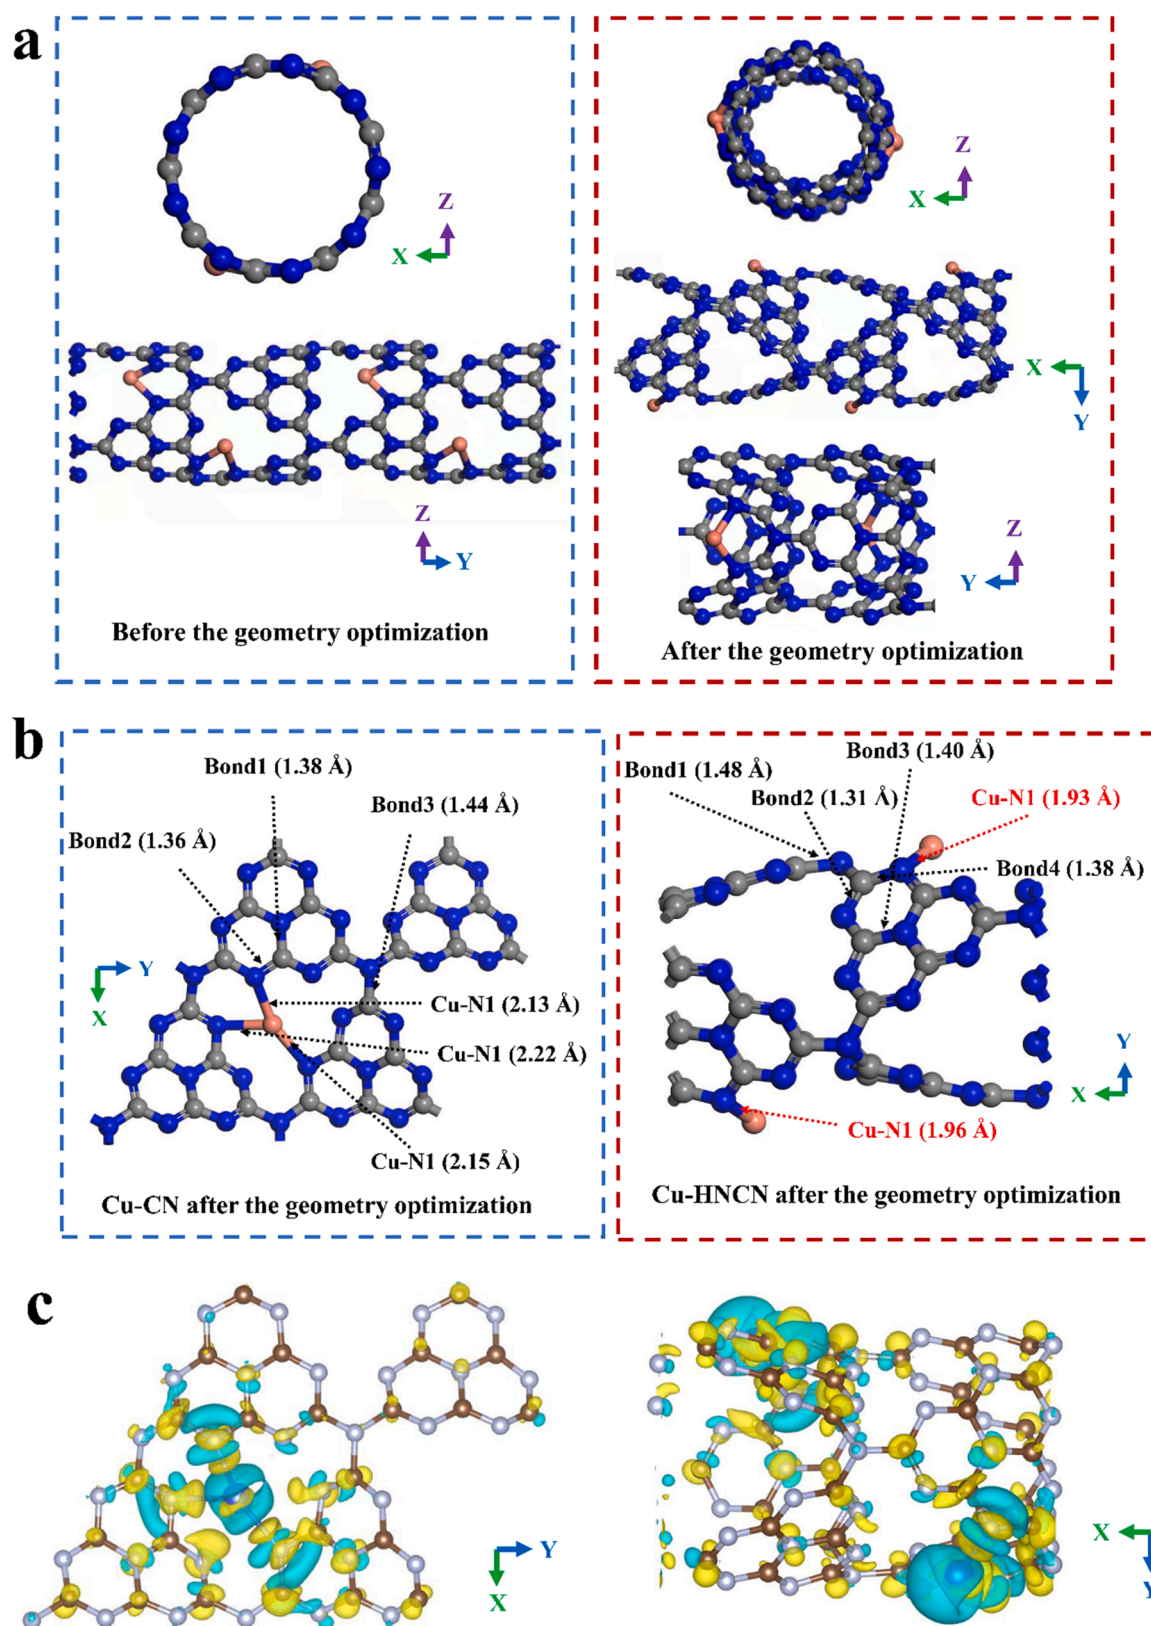 a
Z
X
Z
Y
Before the geometry optimization
Z
X
X
Y
Z
Y
After the geometry optimization
b
Bond1 (1.38 Å)
Bond3 (1.44 Å)
Bond2 (1.36 Å)
Y
X
Cu-N1 (2.13 Å)
Cu-N1 (2.22 Å)
Cu-N1 (2.15 Å)
Cu-CN after the geometry optimization
Bond3 (1.40 Å)
Bond1 (1.48 Å)
Bond2 (1.31 Å)
Cu-N1 (1.93 Å)
Bond4 (1.38 Å)
Y
X
Cu-N1 (1.96 Å)
Cu-HNCN after the geometry optimization
c
Y
X
X
Y